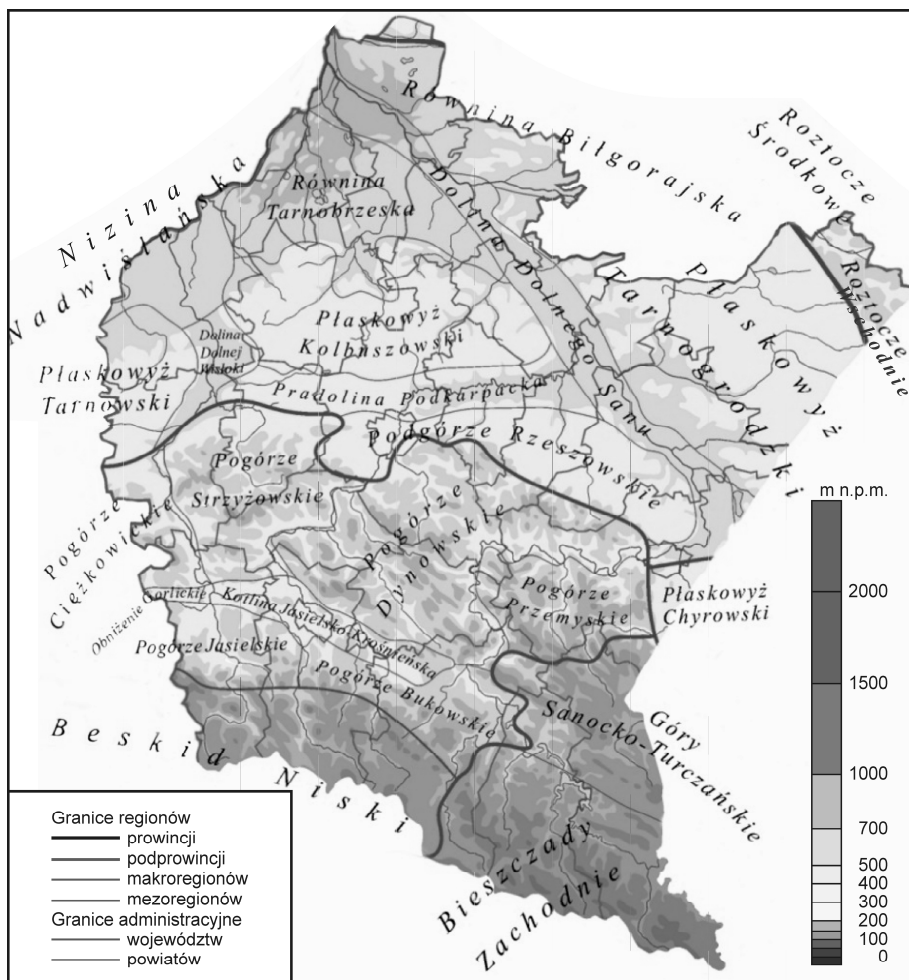 Równina Biłgorajska
Roztocze
Środkowe
Nizina
Nadwiślańska
Równina
Tarnobrzeska
Dolina Dolnego Sanu
Płaskowyż
Tarnogrodzki
Roztocze
Wschodnie
Płaskowyż
Kolbuszowski
Dolina
Dolnej
Wisłoki
Płaskowyż
Tarnowski
Pradolina Podkarpacka
Podgórze Rzeszowskie
Pogórze
Strzyżowskie
Pogórze
Ciężkowickie
Pogórze
Dynowskie
Pogórze
Przemyskie
Płaskowyż
Chyrowski
Obniżenie Gorlickie
Kotlina Jasielsko-Krośnieńska
Pogórze Jasielskie
Pogórze Bukowskie
Góry
Sanocko-Turczańskie
Beskid Niski
Bieszczady
Zachodnie
m n.p.m.
2000
1500
1000
700
500
400
300
200
100
0
Granice regionów
prowincji
podprowincji
makroregionów
mezoregionów
Granice administracyjne
województw
powiatów